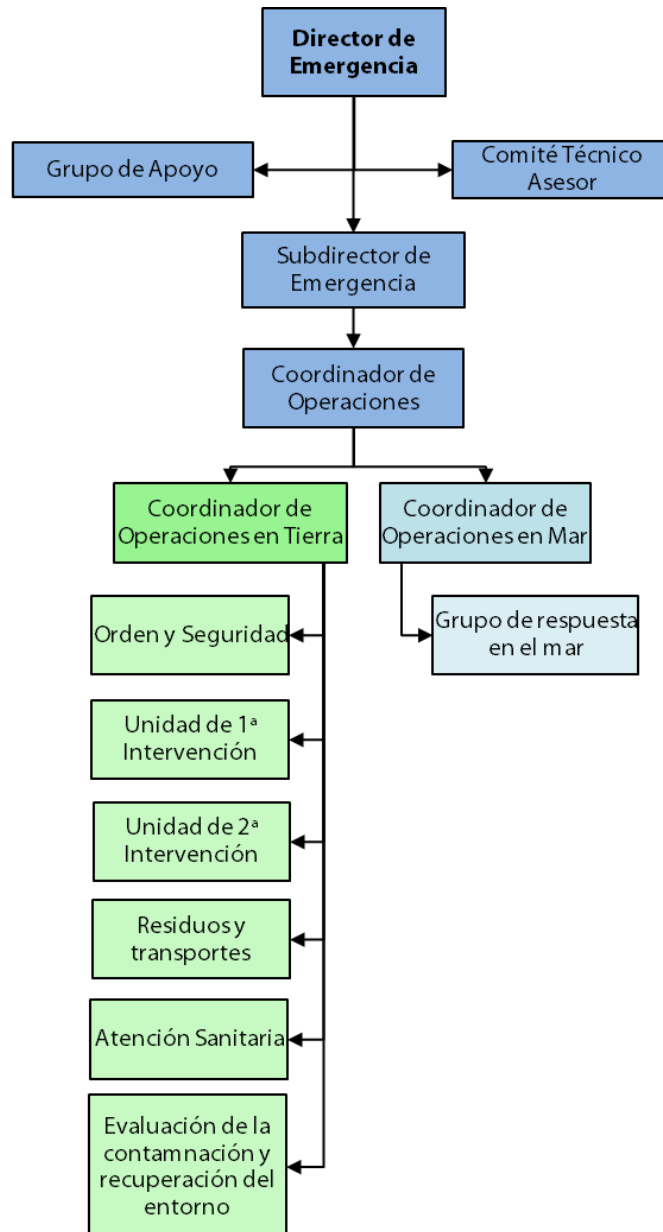 Director de
Emergencia
Grupo de Apoyo
Comité Técnico
Asesor
Subdirector de
Emergencia
Coordinador de
Operaciones
Coordinador de
Operaciones en Tierra
Coordinador de
Operaciones en Mar
Orden y Seguridad
Grupo de respuesta
en el mar
Unidad de 1ª
Intervención
Unidad de 2ª
Intervención
Residuos y
transportes
Atención Sanitaria
Evaluación de la
contamnación y
recuperación del
entorno